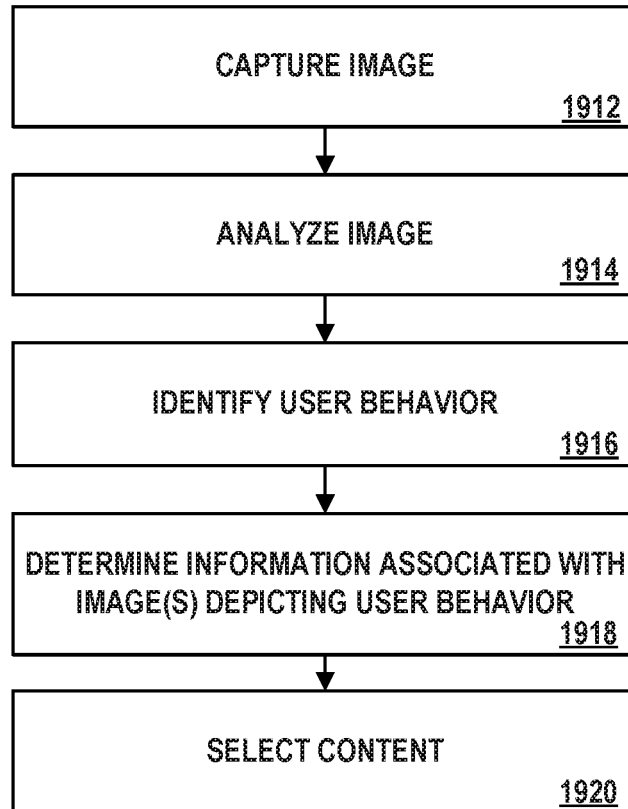 CAPTURE IMAGE
1912
ANALYZE IMAGE
1914
IDENTIFY USER BEHAVIOR
1916
DETERMINE INFORMATION ASSOCIATED WITH
IMAGE(S) DEPICTING USER BEHAVIOR
1918
SELECT CONTENT
1920